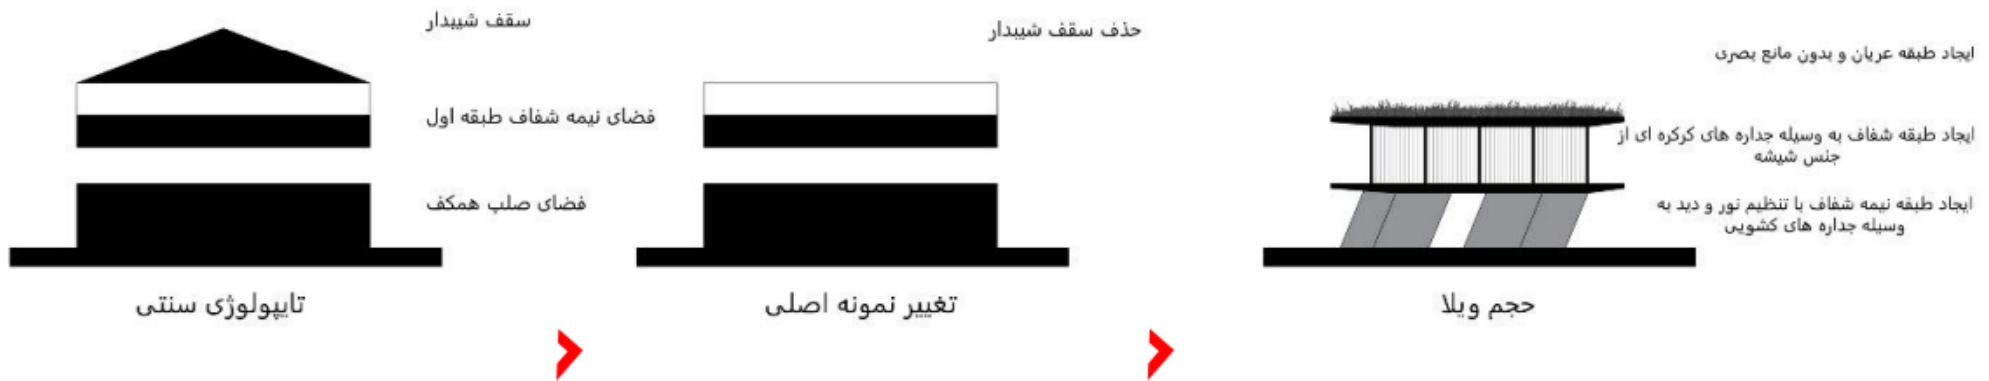 سقف شیبدار
فضای نیمه شفاف طبقه اول
فضای صلب همکف
تایپولوژی سنتی
حذف سقف شیبدار
تغییر نمونه اصلی
ایجاد طبقه عریان و بدون مانع بصری
ایجاد طبقه شفاف به وسیله جداره های کرکره ای از
جنس شیشه
ایجاد طبقه نیمه شفاف با تنظیم نور و دید به
وسیله جداره های کشویی
حجم ویلا